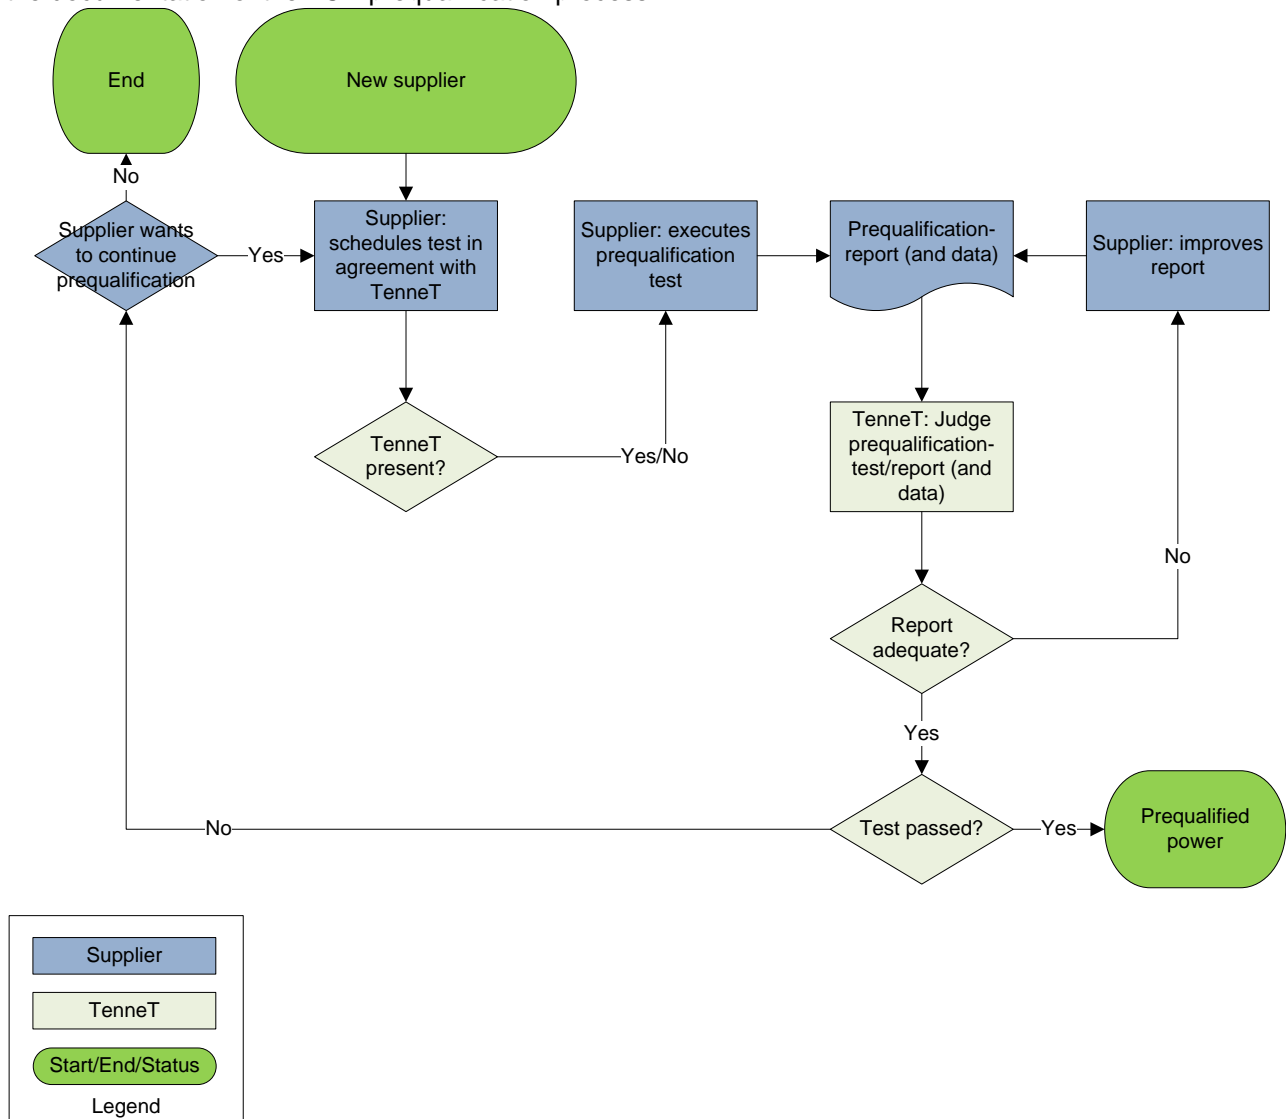 End
New supplier
No
Supplier wants
to continue
prequalification
Yes
Supplier:
schedules test in
agreement with
TenneT
Supplier: executes
prequalification
test
Prequalification-
report (and data)
Supplier: improves
report
TenneT
present?
Yes/No
TenneT: Judge
prequalification-
test/report (and
data)
No
Report
adequate?
Yes
No
Test passed?
Yes
Prequalified
power
Supplier
TenneT
Start/End/Status
Legend